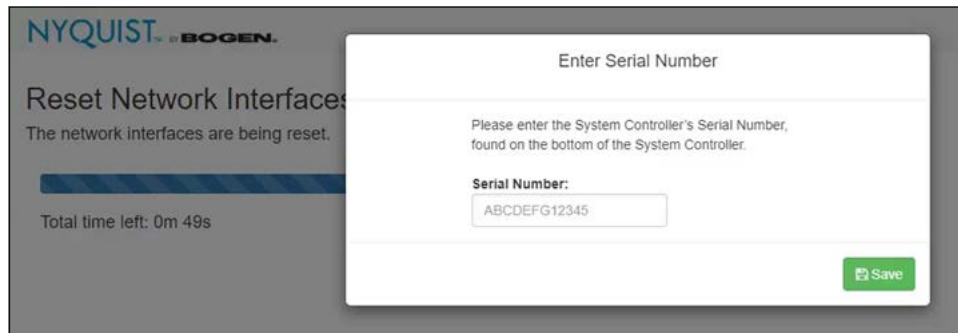 NYQUIST™ BY BOGEN®
Reset Network Interfaces
The network interfaces are being reset.
Total time left: 0m 49s
Enter Serial Number
Please enter the System Controller's Serial Number,
found on the bottom of the System Controller.
Serial Number:
ABCDEFG12345
Save